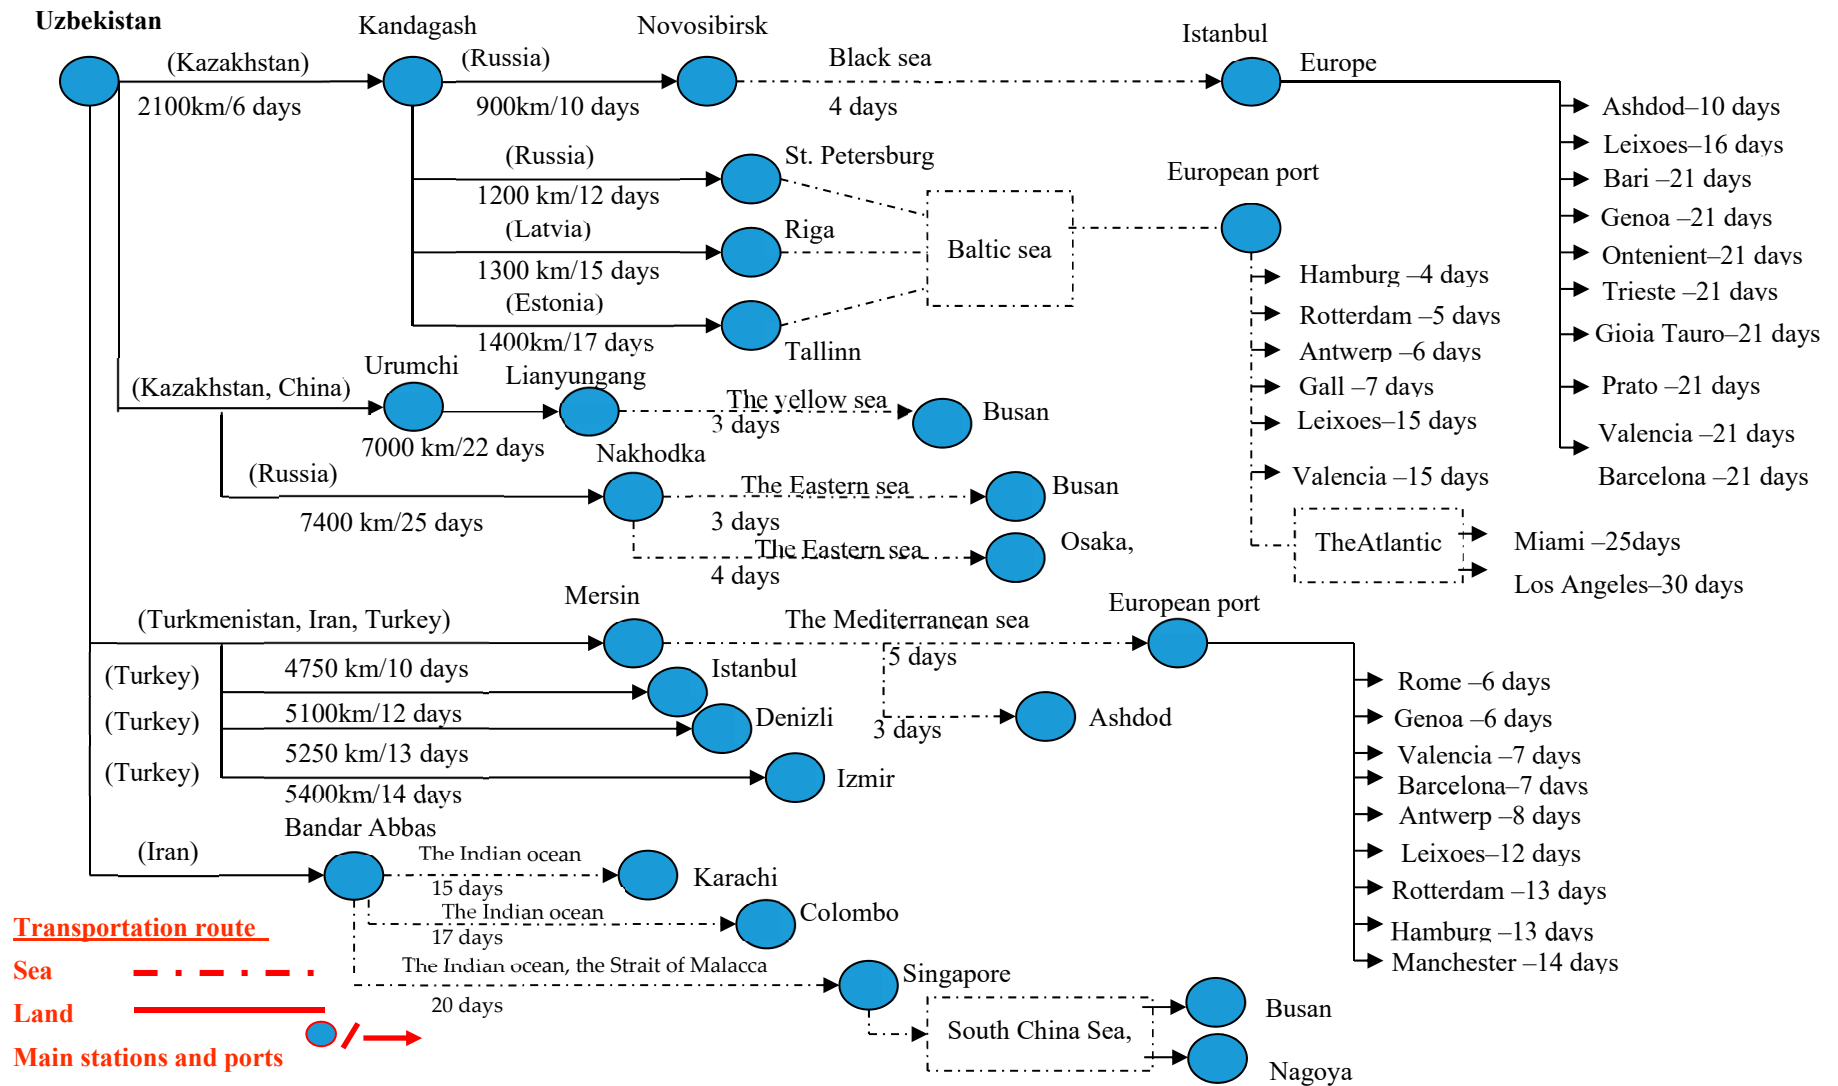 Uzbekistan
Kandagash
Novosibirsk
Istanbul
(Kazakhstan)
(Russia)
Black sea
Europe
2100km/6 days
900km/10 days
4 days
Ashdod–10 days
Leixoes–16 days
Bari –21 days
Genoa –21 days
Ontenient–21 days
Trieste –21 days
Gioia Tauro–21 days
Prato –21 days
Valencia –21 days
Barcelona –21 days
(Russia)
St. Petersburg
1200 km/12 days
(Latvia)
Riga
1300 km/15 days
(Estonia)
1400km/17 days
Tallinn
Baltic sea
European port
Hamburg –4 days
Rotterdam –5 days
Antwerp –6 days
Gall –7 days
Leixoes–15 days
Valencia –15 days
TheAtlantic
Miami –25days
Los Angeles–30 days
(Kazakhstan, China)
Urumchi
Lianyungang
7000 km/22 days
The yellow sea
3 days
Busan
(Russia)
Nakhodka
7400 km/25 days
The Eastern sea
3 days
Busan
The Eastern sea
4 days
Osaka,
(Turkmenistan, Iran, Turkey)
Mersin
4750 km/10 days
The Mediterranean sea
5 days
European port
3 days
Ashdod
(Turkey)
Istanbul
5100km/12 days
(Turkey)
Denizli
5250 km/13 days
(Turkey)
Izmir
5400km/14 days
Rome –6 days
Genoa –6 days
Valencia –7 days
Barcelona–7 days
Antwerp –8 days
Leixoes–12 days
Rotterdam –13 days
Hamburg –13 days
Manchester –14 days
(Iran)
Bandar Abbas
The Indian ocean
15 days
Karachi
The Indian ocean
17 days
Colombo
The Indian ocean, the Strait of Malacca
20 days
Singapore
South China Sea,
Busan
Nagoya
Transportation route
Sea
Land
Main stations and ports